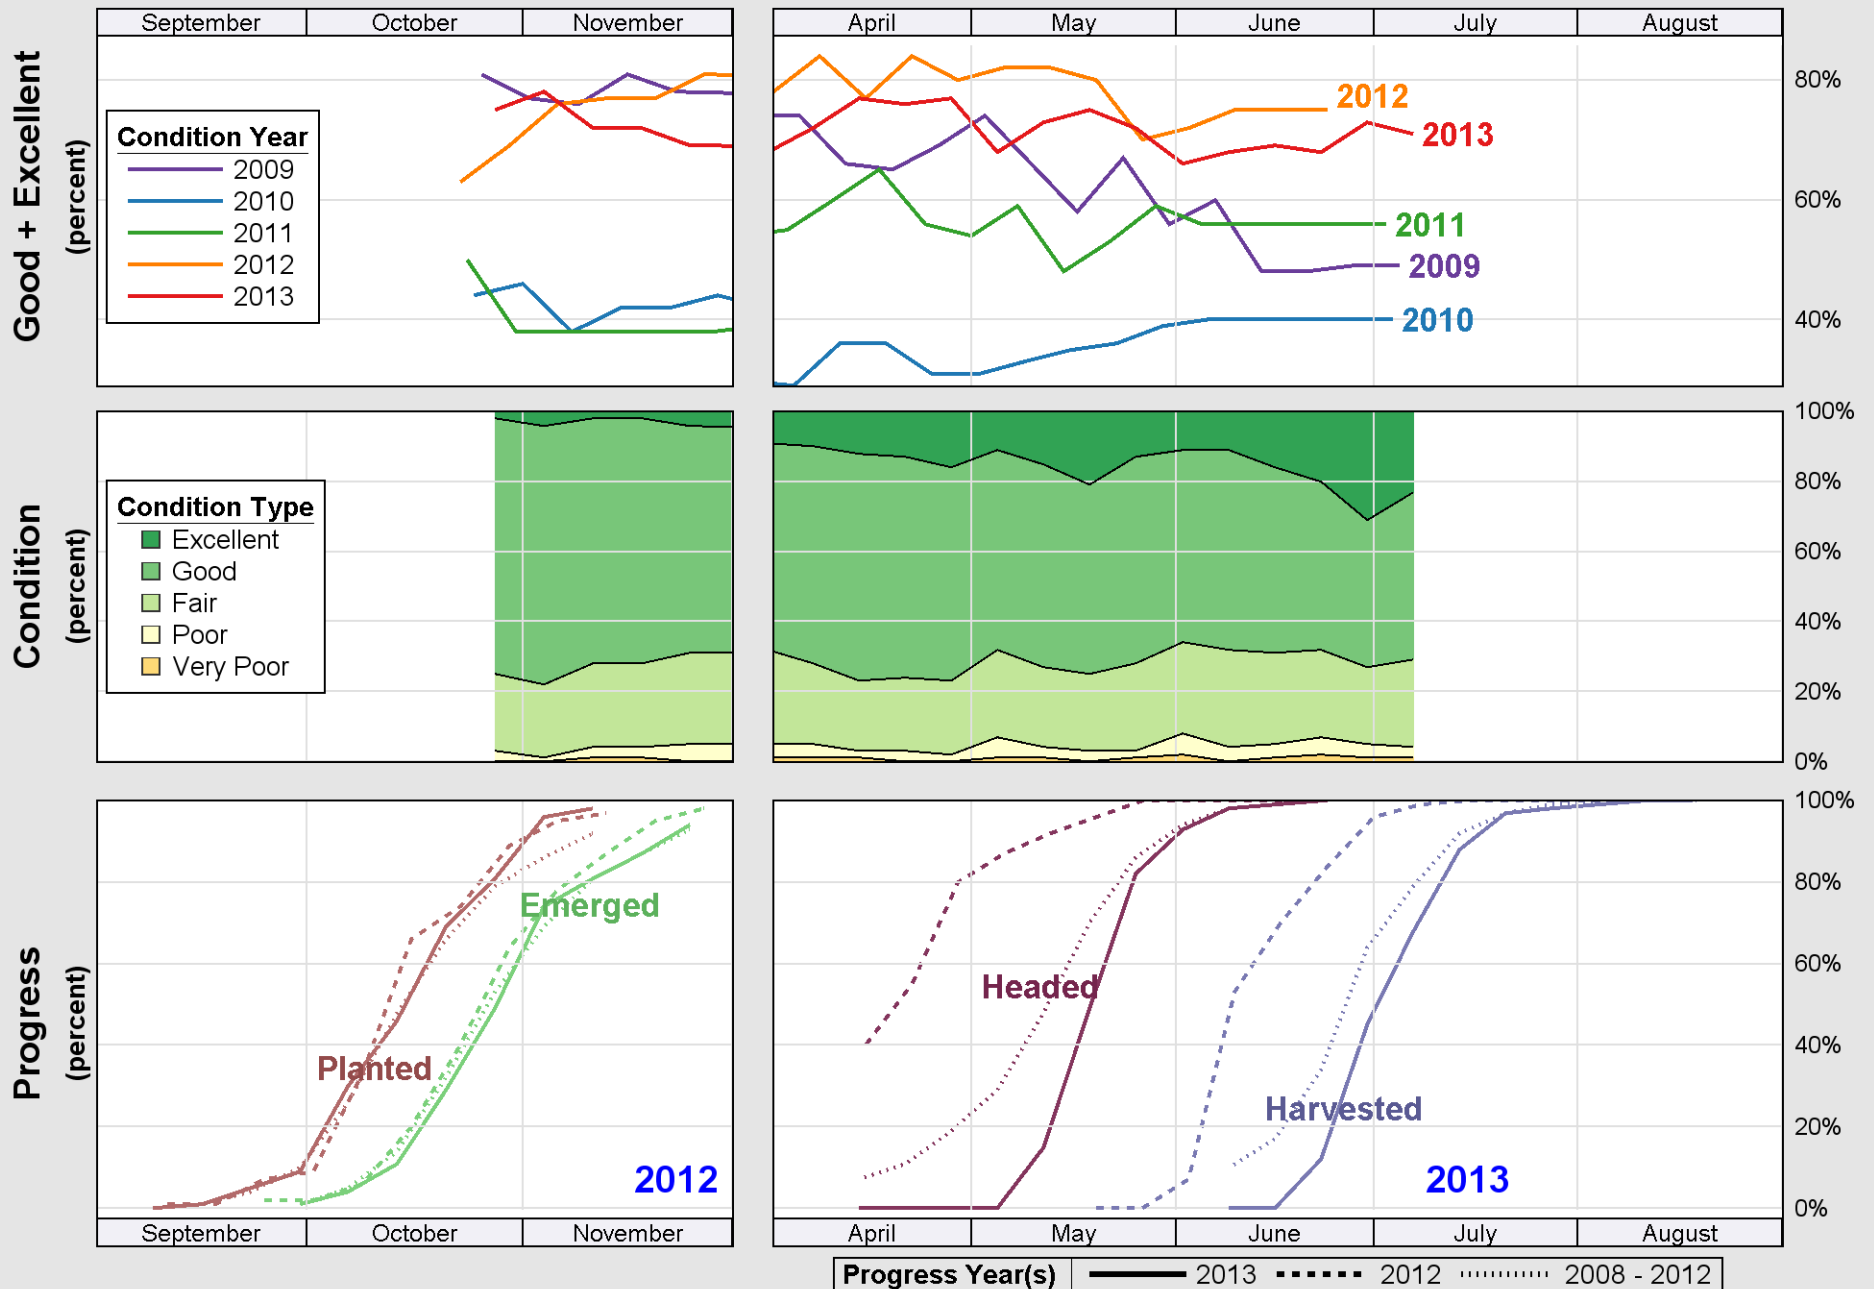 September October November April May June July August
Good + Excellent
(percent)
80%
60%
40%
Condition Year
2009
2010
2011
2012
2013
2012
2013
2011
2009
2010
Condition
(percent)
100%
80%
60%
40%
20%
0%
Condition Type
Excellent
Good
Fair
Poor
Very Poor
Progress
(percent)
100%
80%
60%
40%
20%
0%
Emerged
Planted
Headed
Harvested
2012
2013
September October November April May June July August
Progress Year(s) 2013 2012 2008 - 2012